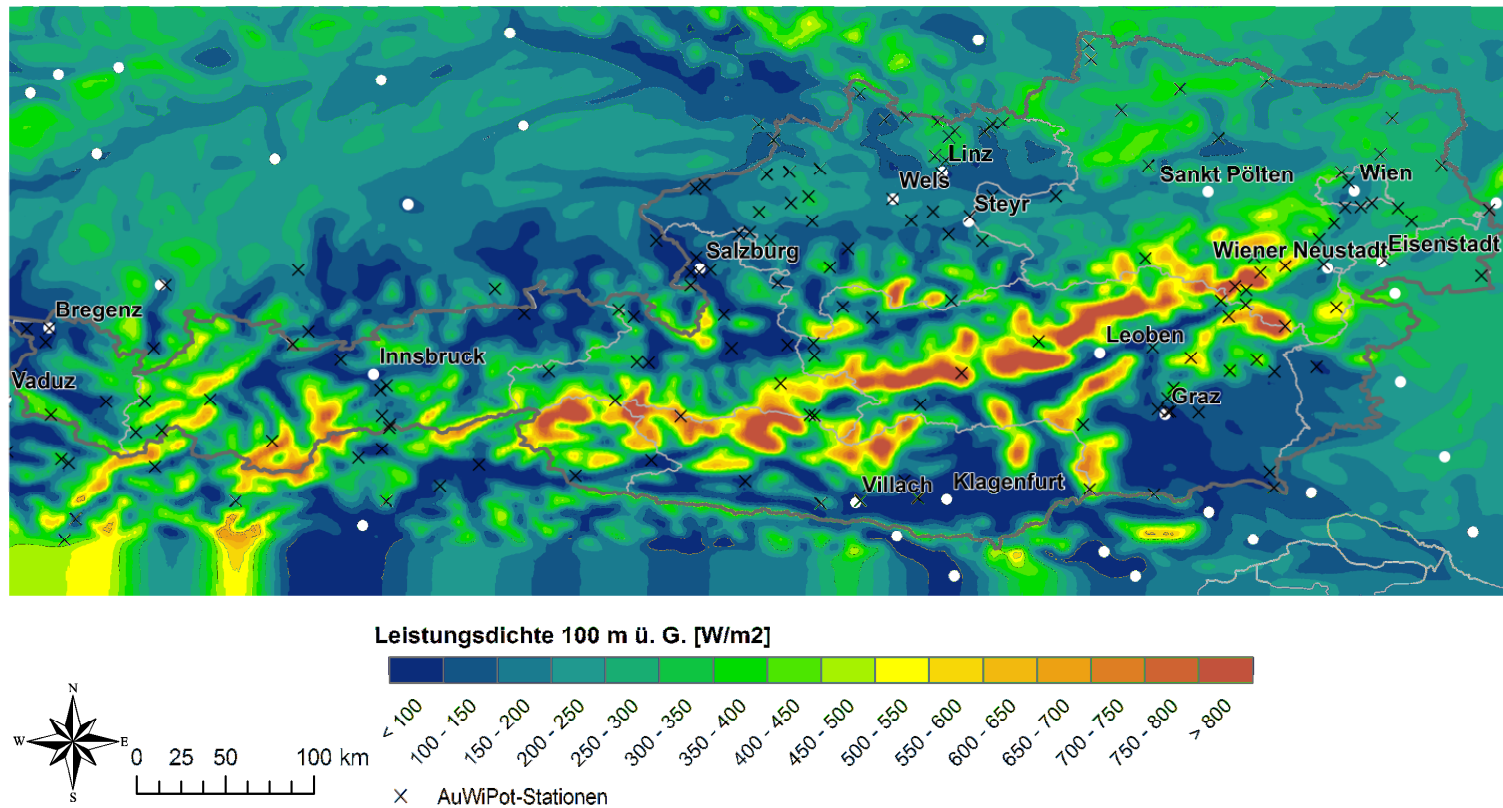 Linz
Sankt Pölten
Wien
Wels
Steyr
Salzburg
Wiener Neustadt
Eisenstadt
Bregenz
Leoben
Innsbruck
Vaduz
Graz
Villach
Klagenfurt
Leistungsdichte 100 m ü. G. [W/m2]
< 100
100 - 150
150 - 200
200 - 250
250 - 300
300 - 350
350 - 400
400 - 450
450 - 500
500 - 550
550 - 600
600 - 650
650 - 700
700 - 750
750 - 800
> 800
N
W
E
S
0 25 50 100 km
AuWiPot-Stationen